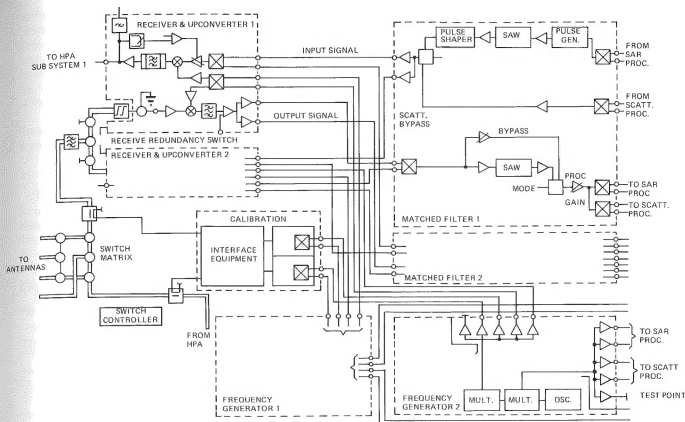 RECEIVER & UPCONVERTER 1
TO HPA
SUB SYSTEM 1
INPUT SIGNAL
OUTPUT SIGNAL
RECEIVE REDUNDANCY SWITCH
RECEIVER & UPCONVERTER 2
PULSE
SHAPER
SAW
PULSE
GEN.
FROM
SAR
PROC.
FROM
SCATT.
PROC.
SCATT.
BYPASS
BYPASS
SAW
MODE
PROC
GAIN
TO SAR
PROC
TO SCATT.
PROC.
MATCHED FILTER 1
MATCHED FILTER 2
CALIBRATION
INTERFACE
EQUIPMENT
TO
ANTENNAS
SWITCH
MATRIX
SWITCH
CONTROLLER
FROM
HPA
FREQUENCY
GENERATOR 1
FREQUENCY
GENERATOR 2
MULT.
MULT.
OSC.
TO SAR
PROC.
TO SCATT
PROC.
TEST POINT